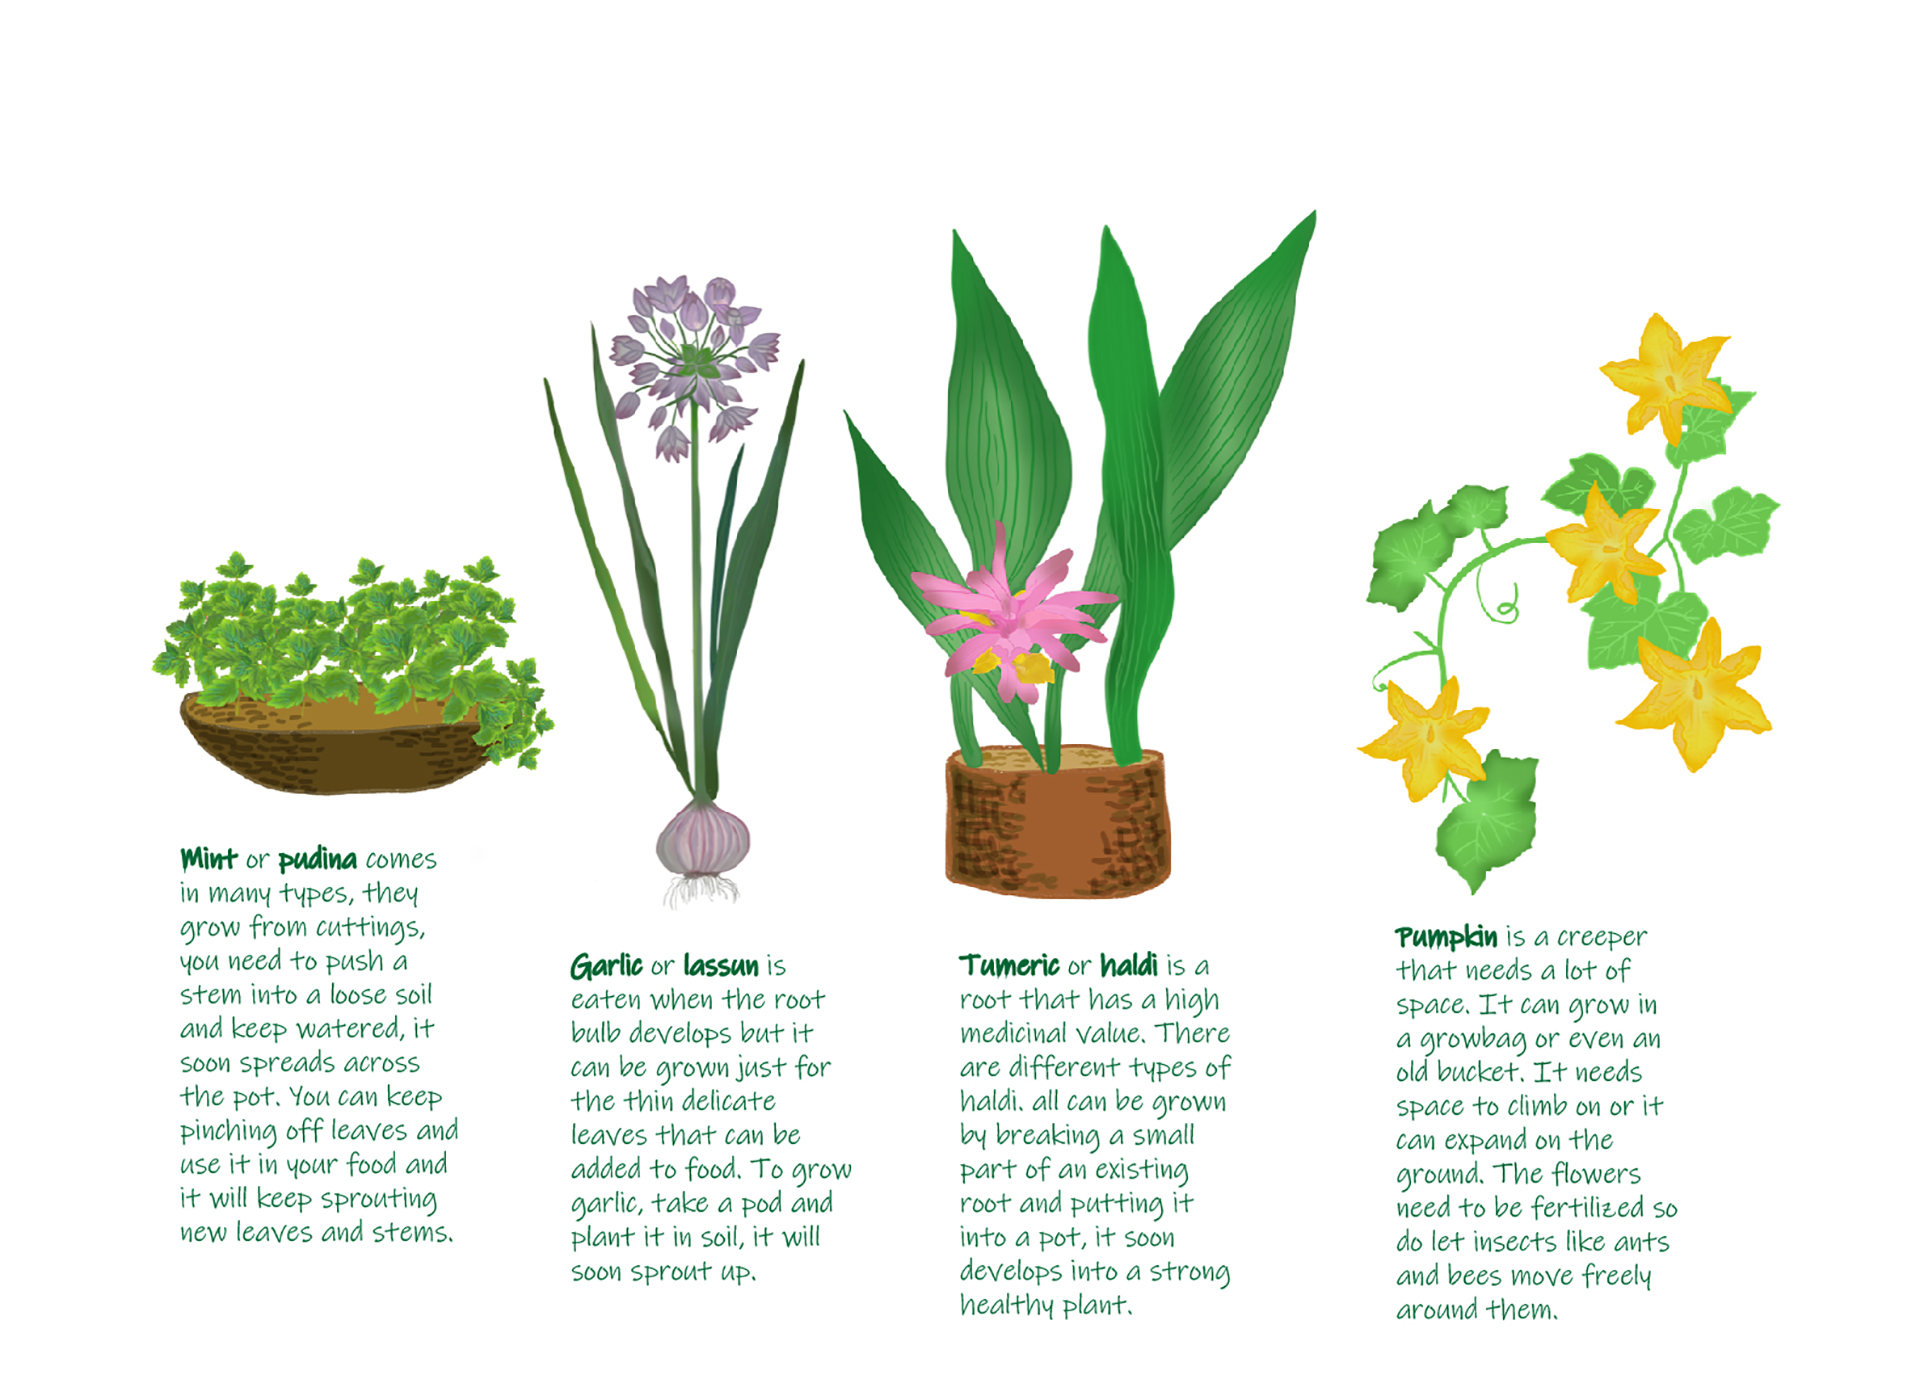 Mint or pudina comes
in many types, they
grow from cuttings,
you need to push a
stem into a loose soil
and keep watered, it
soon spreads across
the pot. You can keep
pinching off leaves and
use it in your food and
it will keep sprouting
new leaves and stems.
Garlic or lassun is
eaten when the root
bulb develops but it
can be grown just for
the thin delicate
leaves that can be
added to food. To grow
garlic, take a pod and
plant it in soil, it will
soon sprout up.
Tumeric or haldi is a
root that has a high
medicinal value. There
are different types of
haldi. all can be grown
by breaking a small
part of an existing
root and putting it
into a pot, it soon
develops into a strong
healthy plant.
Pumpkin is a creeper
that needs a lot of
space. It can grow in
a growbag or even an
old bucket. It needs
space to climb on or it
can expand on the
ground. The flowers
need to be fertilized so
do let insects like ants
and bees move freely
around them.